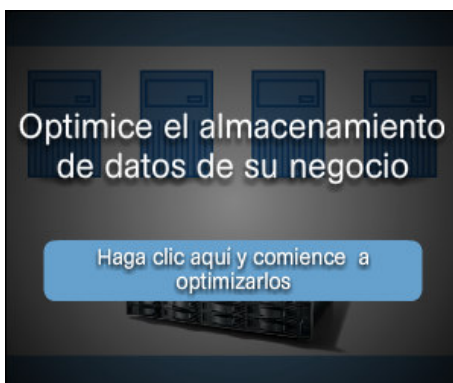 Optimice el almacenamiento
de datos de su negocio
Haga clic aquí y comience a
optimizarlos